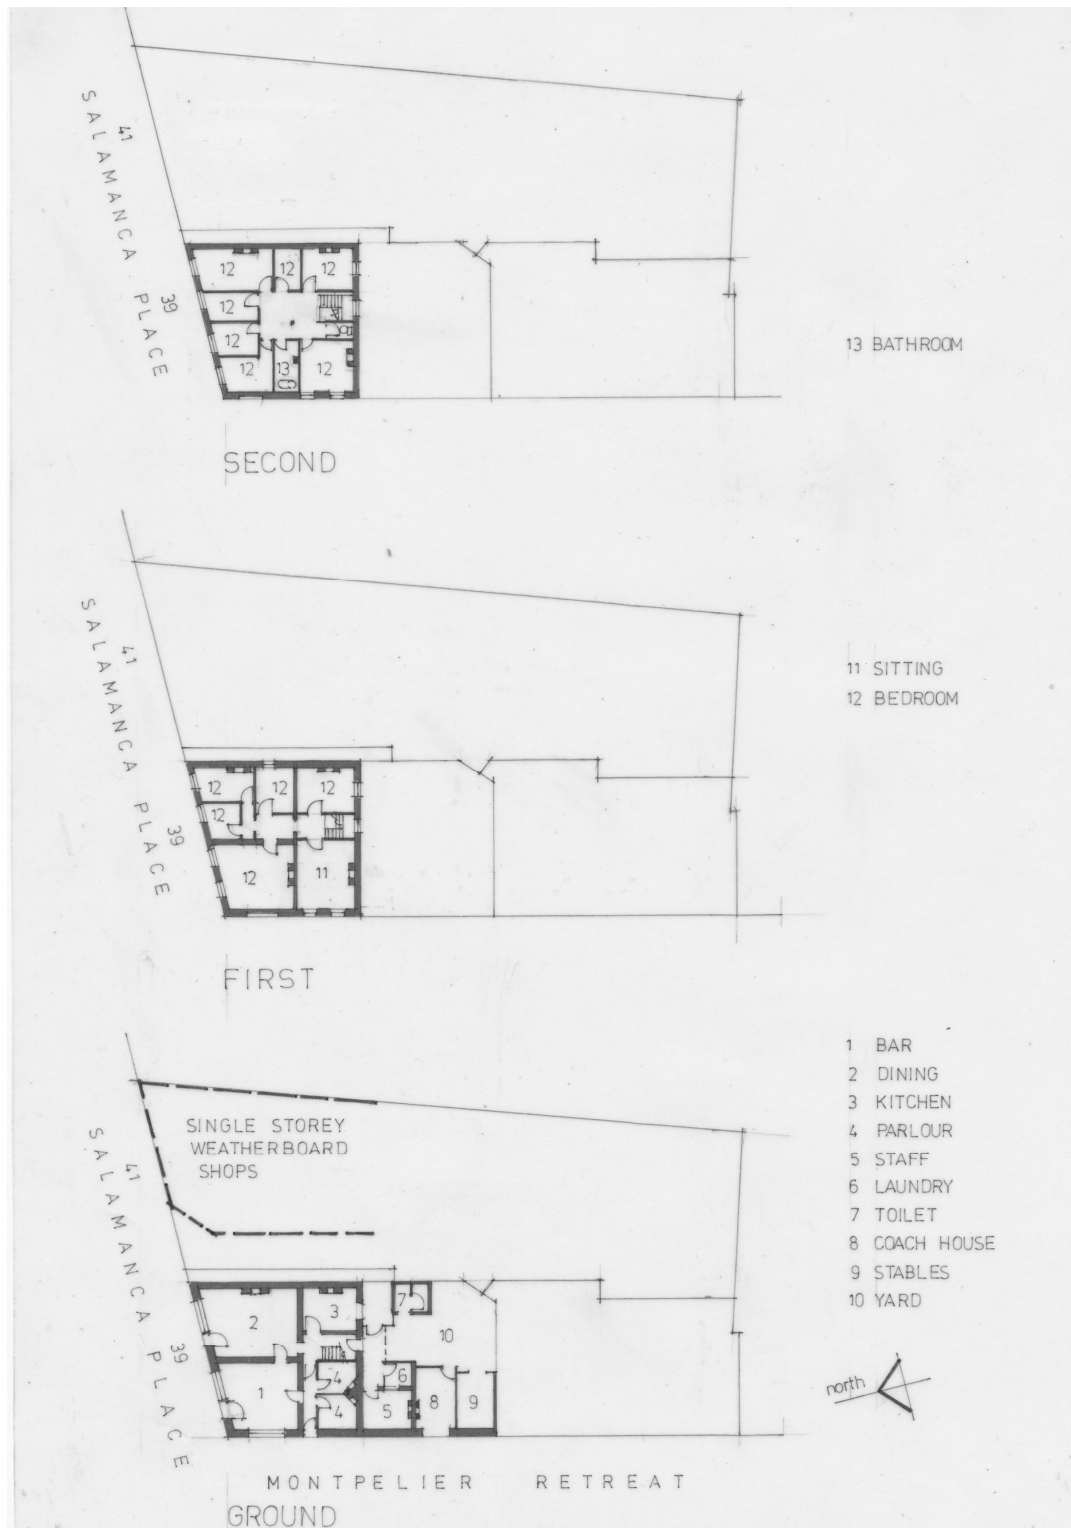 41
SALAMANCA PLACE
39
12
12
12
12
12
12
13
12
13 BATHROOM
SECOND
41
SALAMANCA PLACE
39
12
12
12
12
12
11
11 SITTING
12 BEDROOM
FIRST
SINGLE STOREY
WEATHERBOARD
SHOPS
41
SALAMANCA PLACE
39
2
3
7
10
1
4
4
6
5
8
9
1 BAR
2 DINING
3 KITCHEN
4 PARLOUR
5 STAFF
6 LAUNDRY
7 TOILET
8 COACH HOUSE
9 STABLES
10 YARD
north
MONTPELIER RETREAT
GROUND